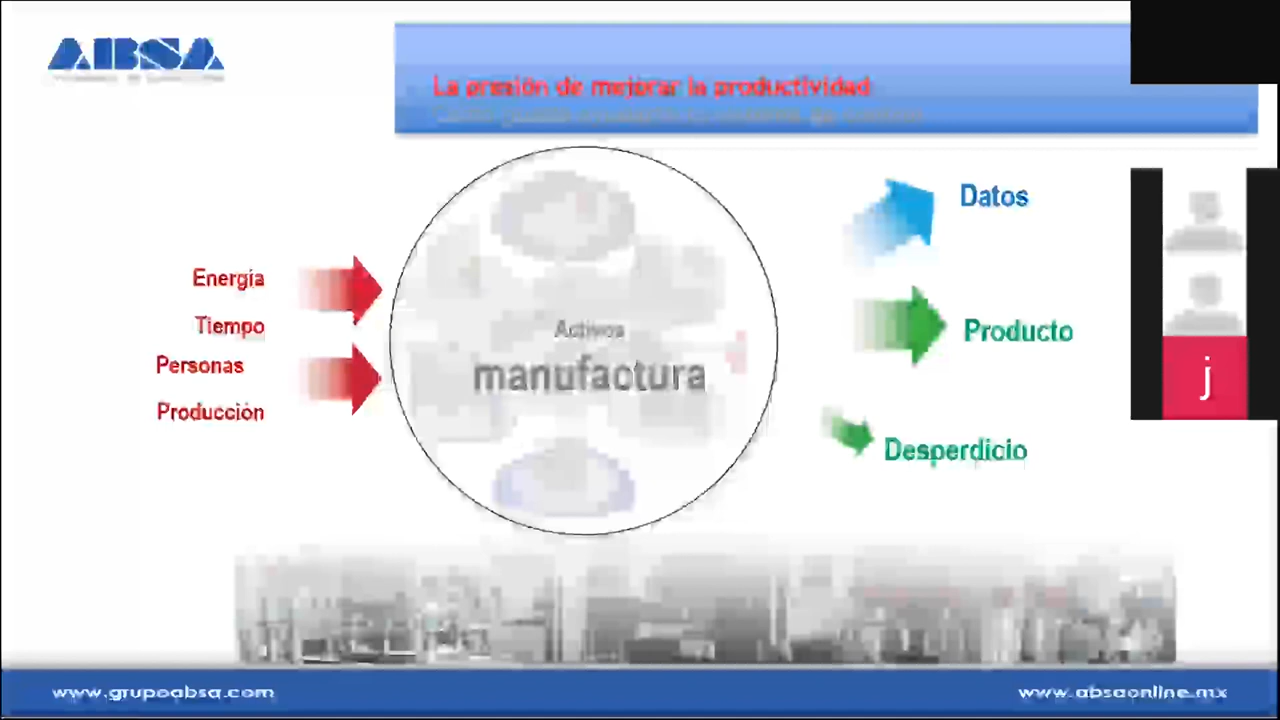 ABSA
La presión de mejorar la productividad
Energía
Tiempo
Personas
Producción
Activos
manufactura
Datos
Producto
Desperdicio
j
www.grupoabsa.com
www.absaonline.mx